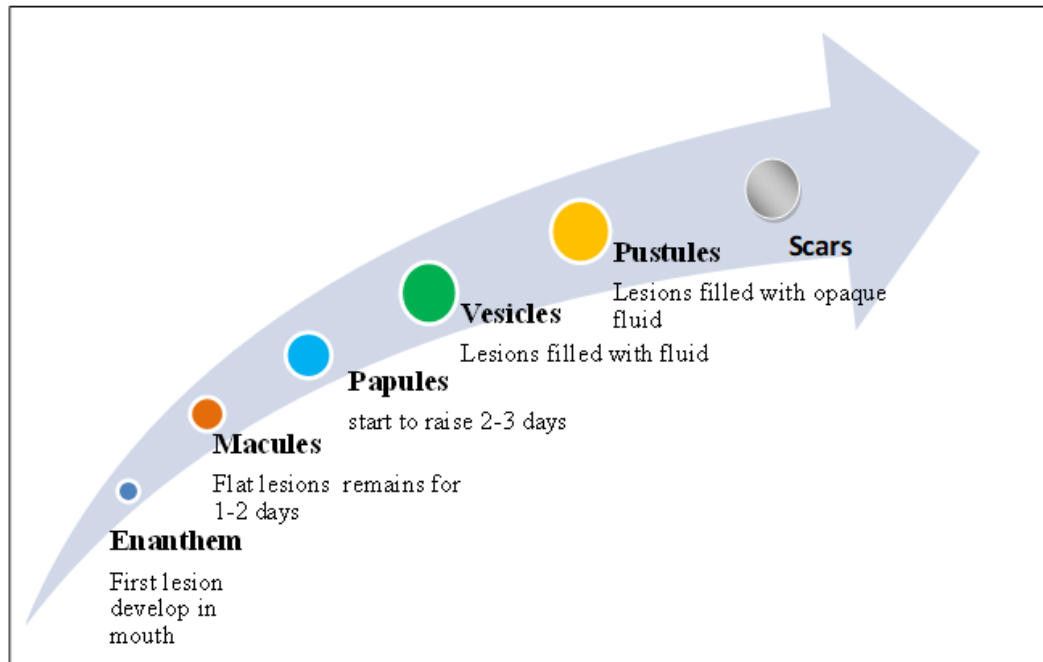 Enanthem
First lesion
develop in
mouth
Macules
Flat lesions remains for
1-2 days
Papules
start to raise 2-3 days
Vesicles
Lesions filled with fluid
Pustules
Lesions filled with opaque
fluid
Scars